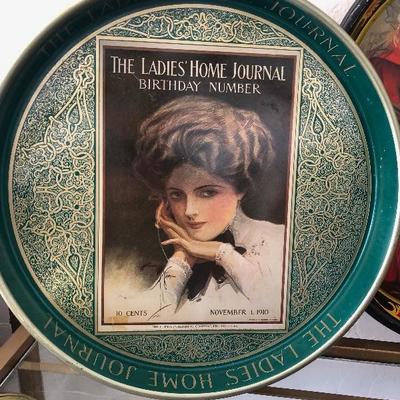 THE LADIES' HOME JOURNAL
THE LADIES' HOME JOURNAL
BIRTHDAY NUMBER
10 CENTS
NOVEMBER 1, 1910
THE LADIES' HOME JOURNAL